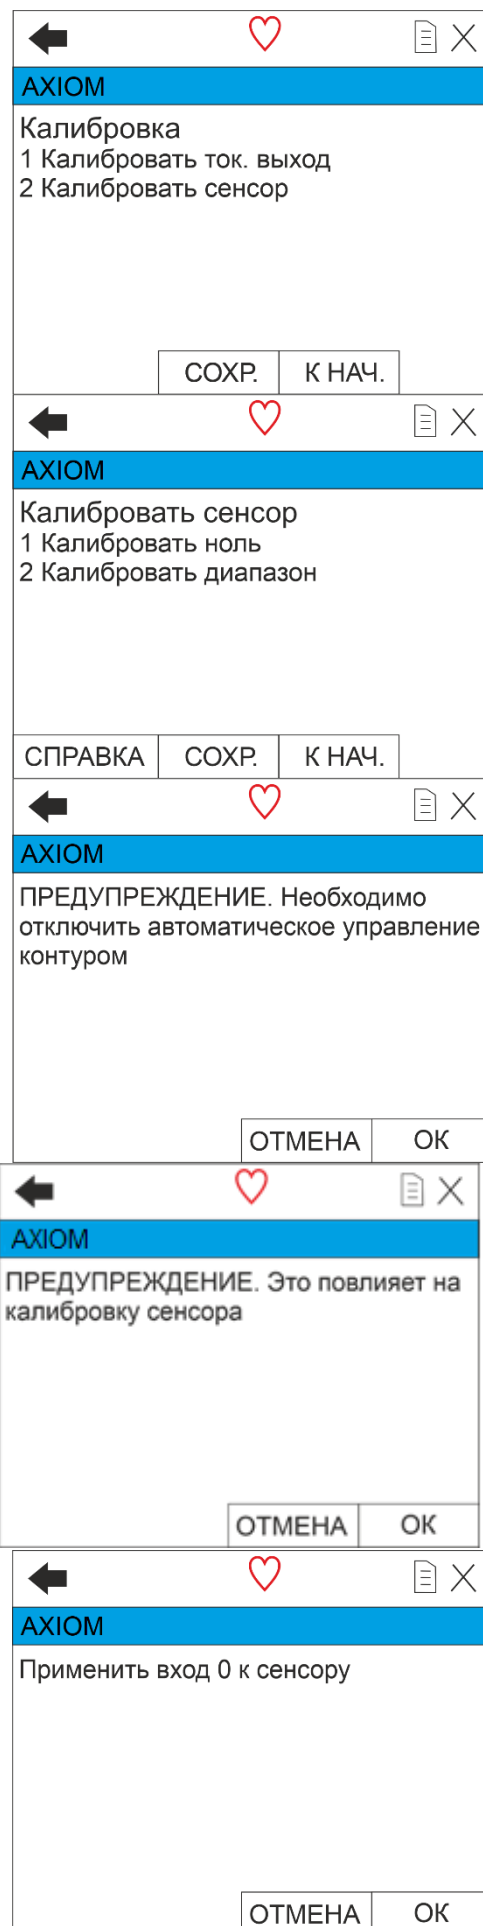 AXIOM
Калибровка
1 Калибровать ток. выход
2 Калибровать сенсор
СОХР. К НАЧ.
AXIOM
Калибровать сенсор
1 Калибровать ноль
2 Калибровать диапазон
СПРАВКА СОХР. К НАЧ.
AXIOM
ПРЕДУПРЕЖДЕНИЕ. Необходимо
отключить автоматическое управление
контуром
ОТМЕНА ОК
AXIOM
ПРЕДУПРЕЖДЕНИЕ. Это повлияет на
калибровку сенсора
ОТМЕНА ОК
AXIOM
Применить вход 0 к сенсору
ОТМЕНА ОК